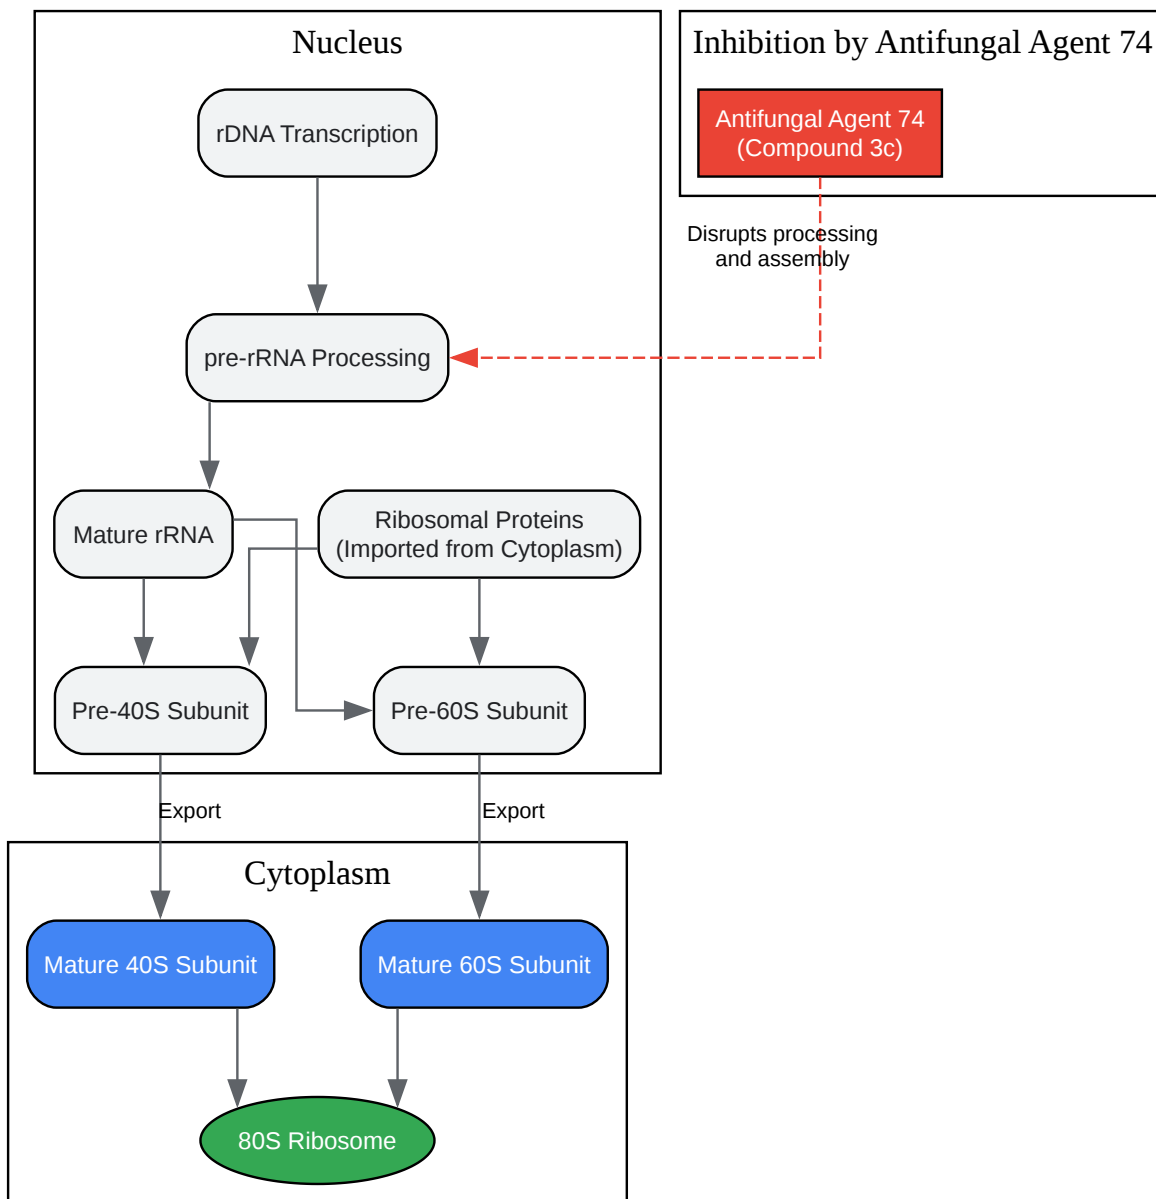 Nucleus
Inhibition by Antifungal Agent 74
rDNA Transcription
Antifungal Agent 74
(Compound 3c)
Disrupts processing
and assembly
pre-rRNA Processing
Mature rRNA
Ribosomal Proteins
(Imported from Cytoplasm)
Pre-40S Subunit
Pre-60S Subunit
Export
Export
Cytoplasm
Mature 40S Subunit
Mature 60S Subunit
80S Ribosome